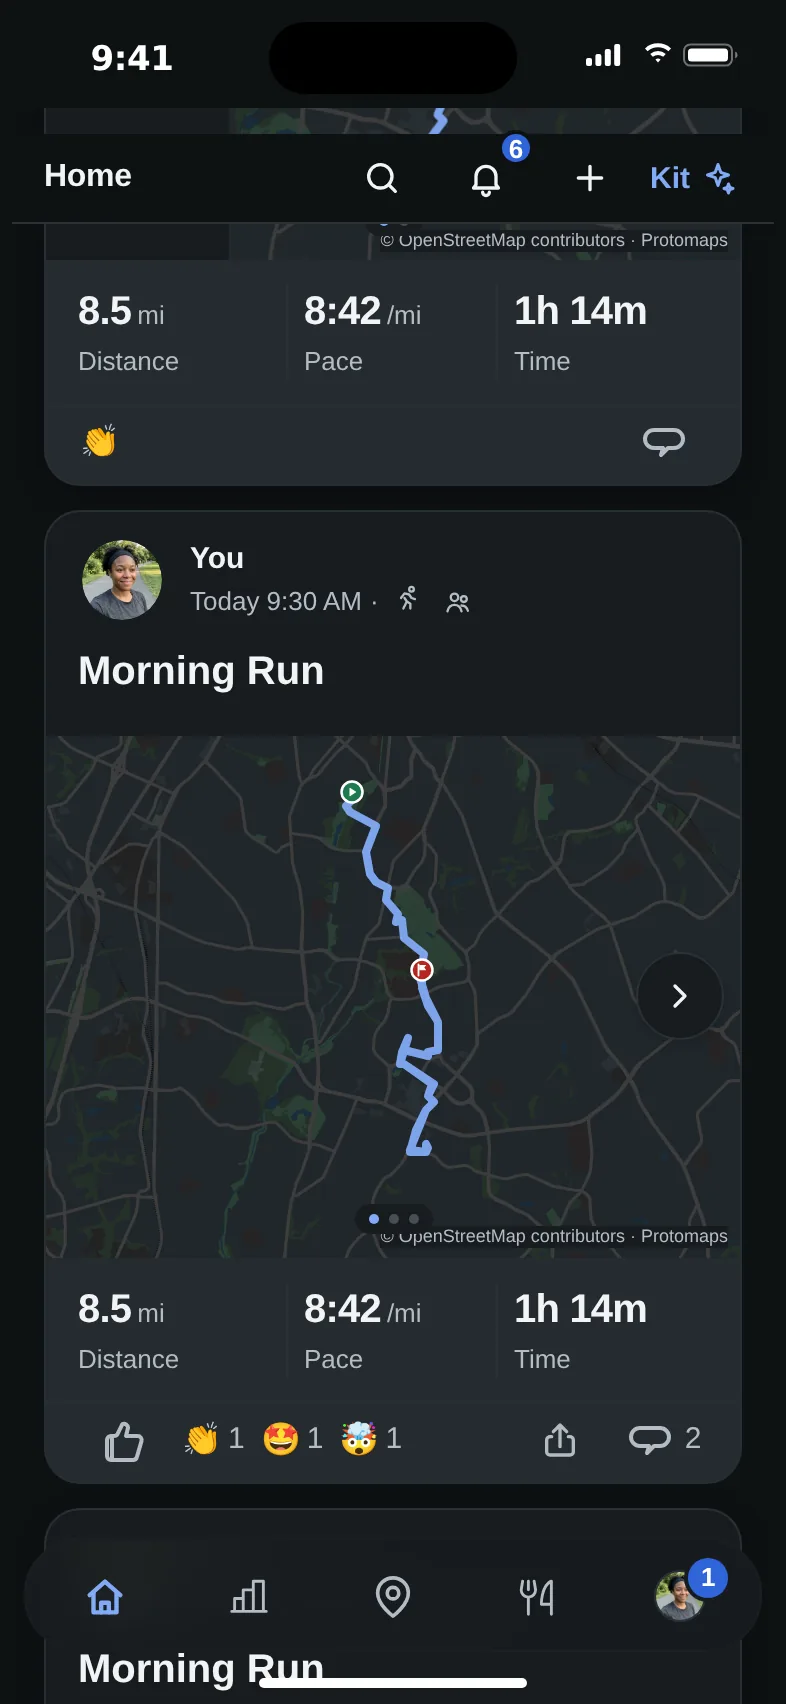 9:41
Home
6
Kit
© OpenStreetMap contributors · Protomaps
8.5 mi
8:42 /mi
1h 14m
Distance
Pace
Time
You
Today 9:30 AM ·
Morning Run
© OpenStreetMap contributors · Protomaps
8.5 mi
8:42 /mi
1h 14m
Distance
Pace
Time
1
1
1
2
1
Morning Run